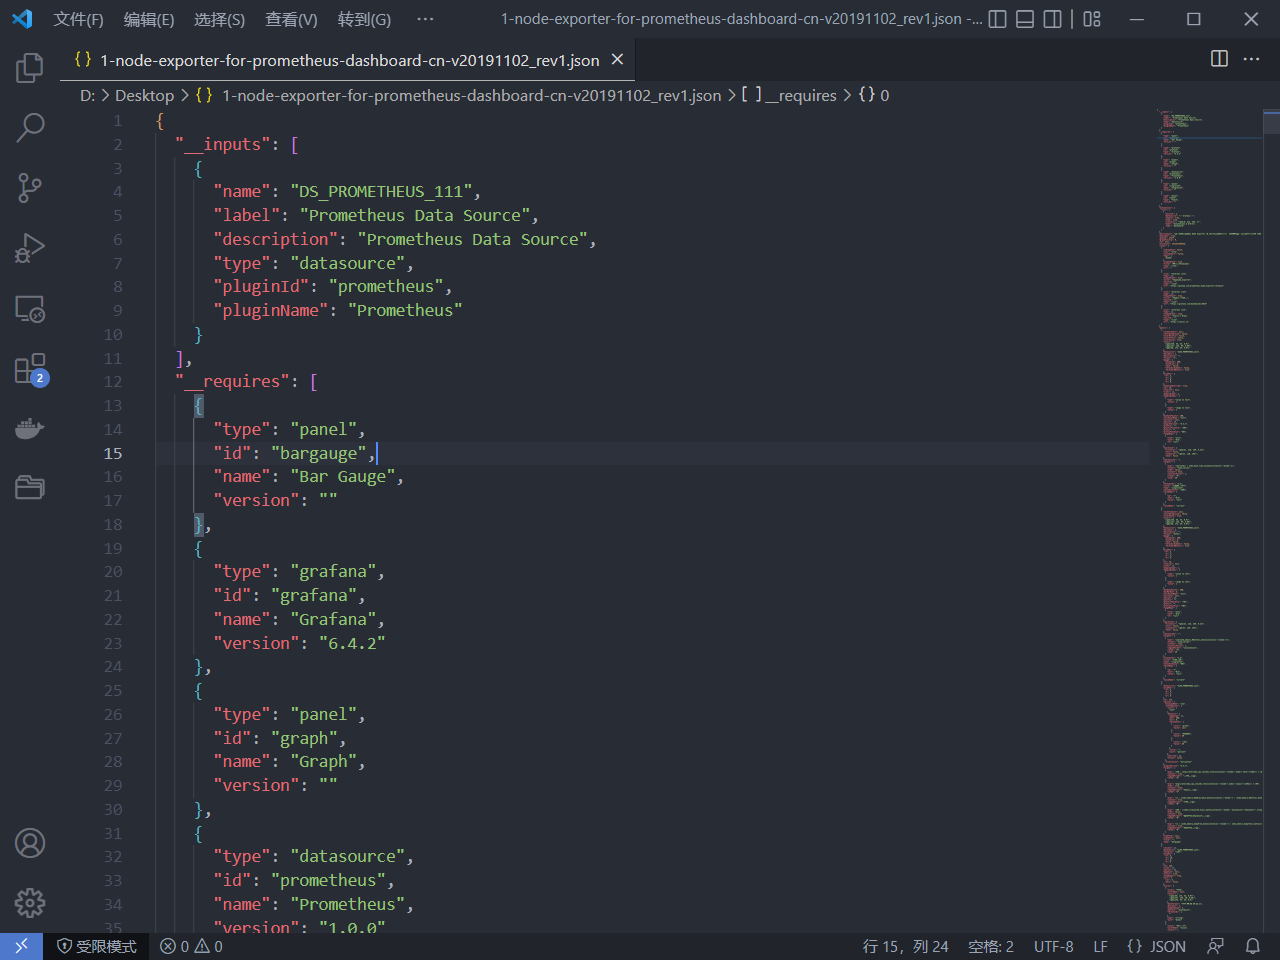 文件(F) 编辑(E) 选择(S) 查看(V) 转到(G) ··· 1-node-exporter-for-prometheus-dashboard-cn-v20191102_rev1.json -...
{} 1-node-exporter-for-prometheus-dashboard-cn-v20191102_rev1.json
D: > Desktop > {} 1-node-exporter-for-prometheus-dashboard-cn-v20191102_rev1.json > [ ] __requires > {} 0
1 {
2 "__inputs": [
3 {
4 "name": "DS_PROMETHEUS_111",
5 "label": "Prometheus Data Source",
6 "description": "Prometheus Data Source",
7 "type": "datasource",
8 "pluginId": "prometheus",
9 "pluginName": "Prometheus"
10 }
11 ],
12 "__requires": [
13 {
14 "type": "panel",
15 "id": "bargauge",
16 "name": "Bar Gauge",
17 "version": ""
18 },
19 {
20 "type": "grafana",
21 "id": "grafana",
22 "name": "Grafana",
23 "version": "6.4.2"
24 },
25 {
26 "type": "panel",
27 "id": "graph",
28 "name": "Graph",
29 "version": ""
30 },
31 {
32 "type": "datasource",
33 "id": "prometheus",
34 "name": "Prometheus",
35 "version": "1.0.0"
2
受限模式 0 0 行 15，列 24 空格: 2 UTF-8 LF {} JSON